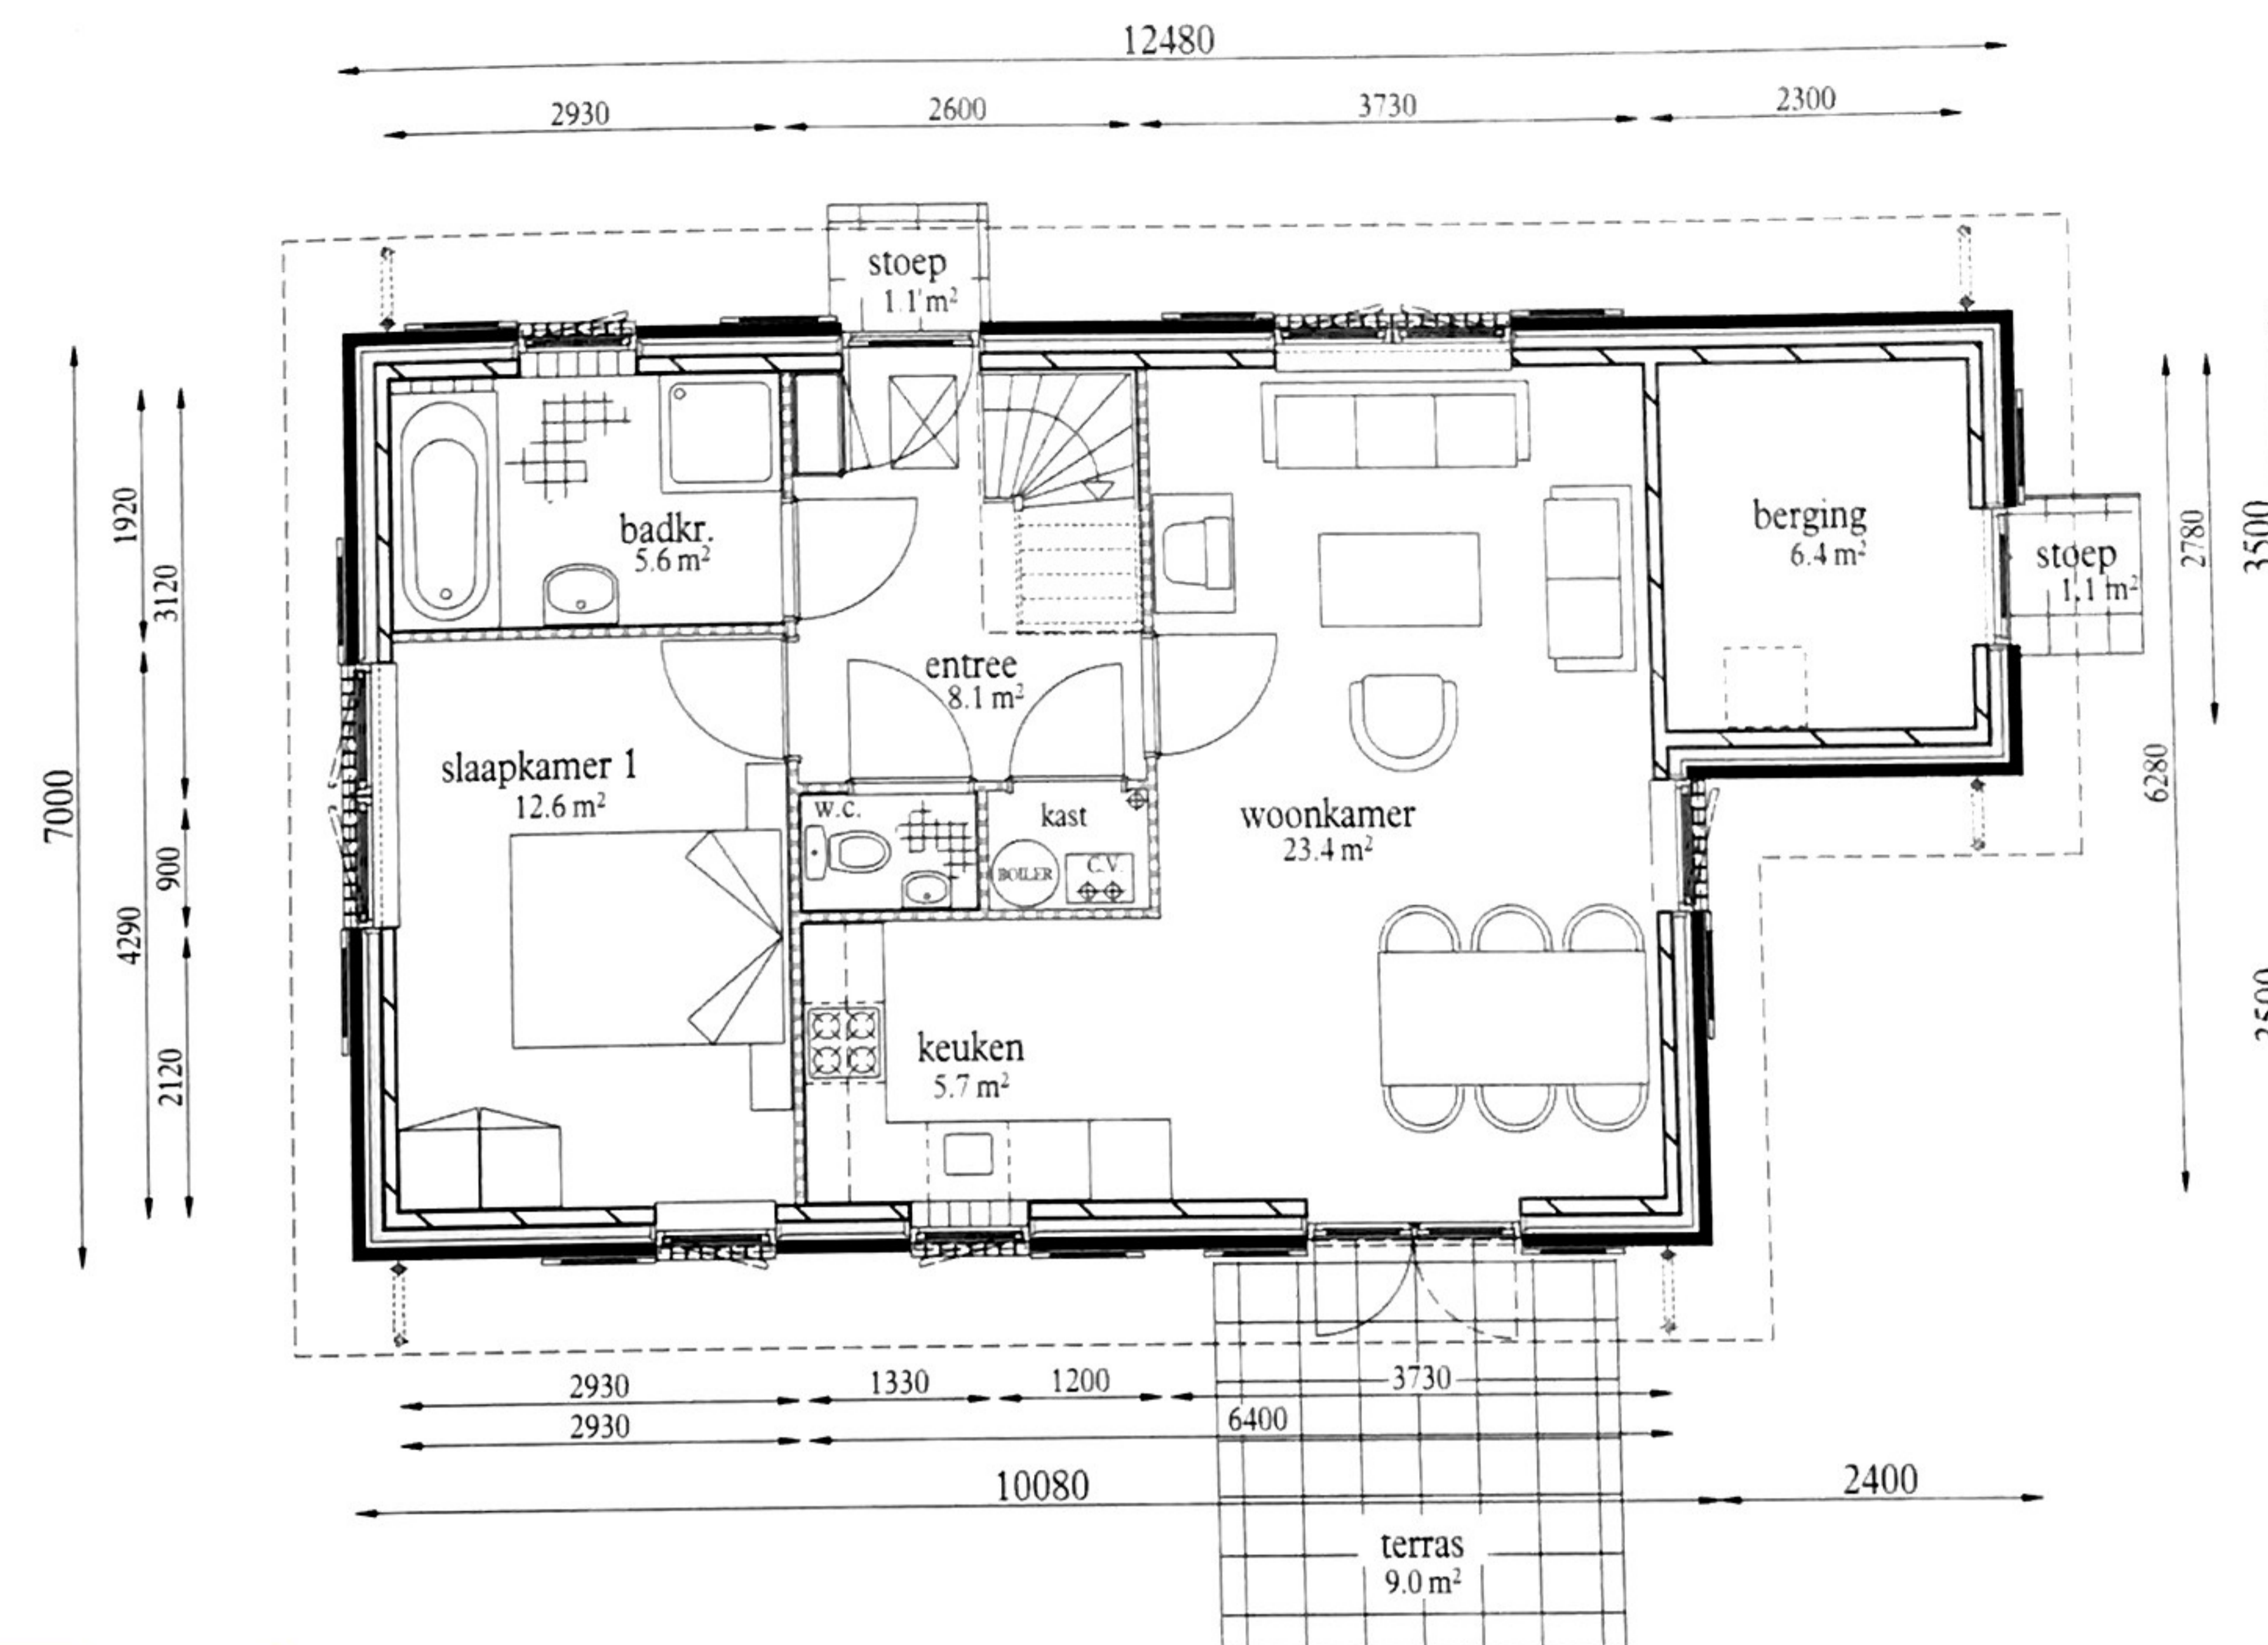 12480
2930 2600 3730 2300
stoep
1.1 m²
badkr.
5.6 m²
berging
6.4 m²
stoep
1.1 m²
entree
8.1 m²
slaapkamer 1
12.6 m²
w.c.
kast
BOILER
C.V.
woonkamer
23.4 m²
keuken
5.7 m²
7000
1920
4290
3120
900
2120
2780
6280
3500
2930 1330 1200 3730
2930 6400
10080 2400
terras
9.0 m²